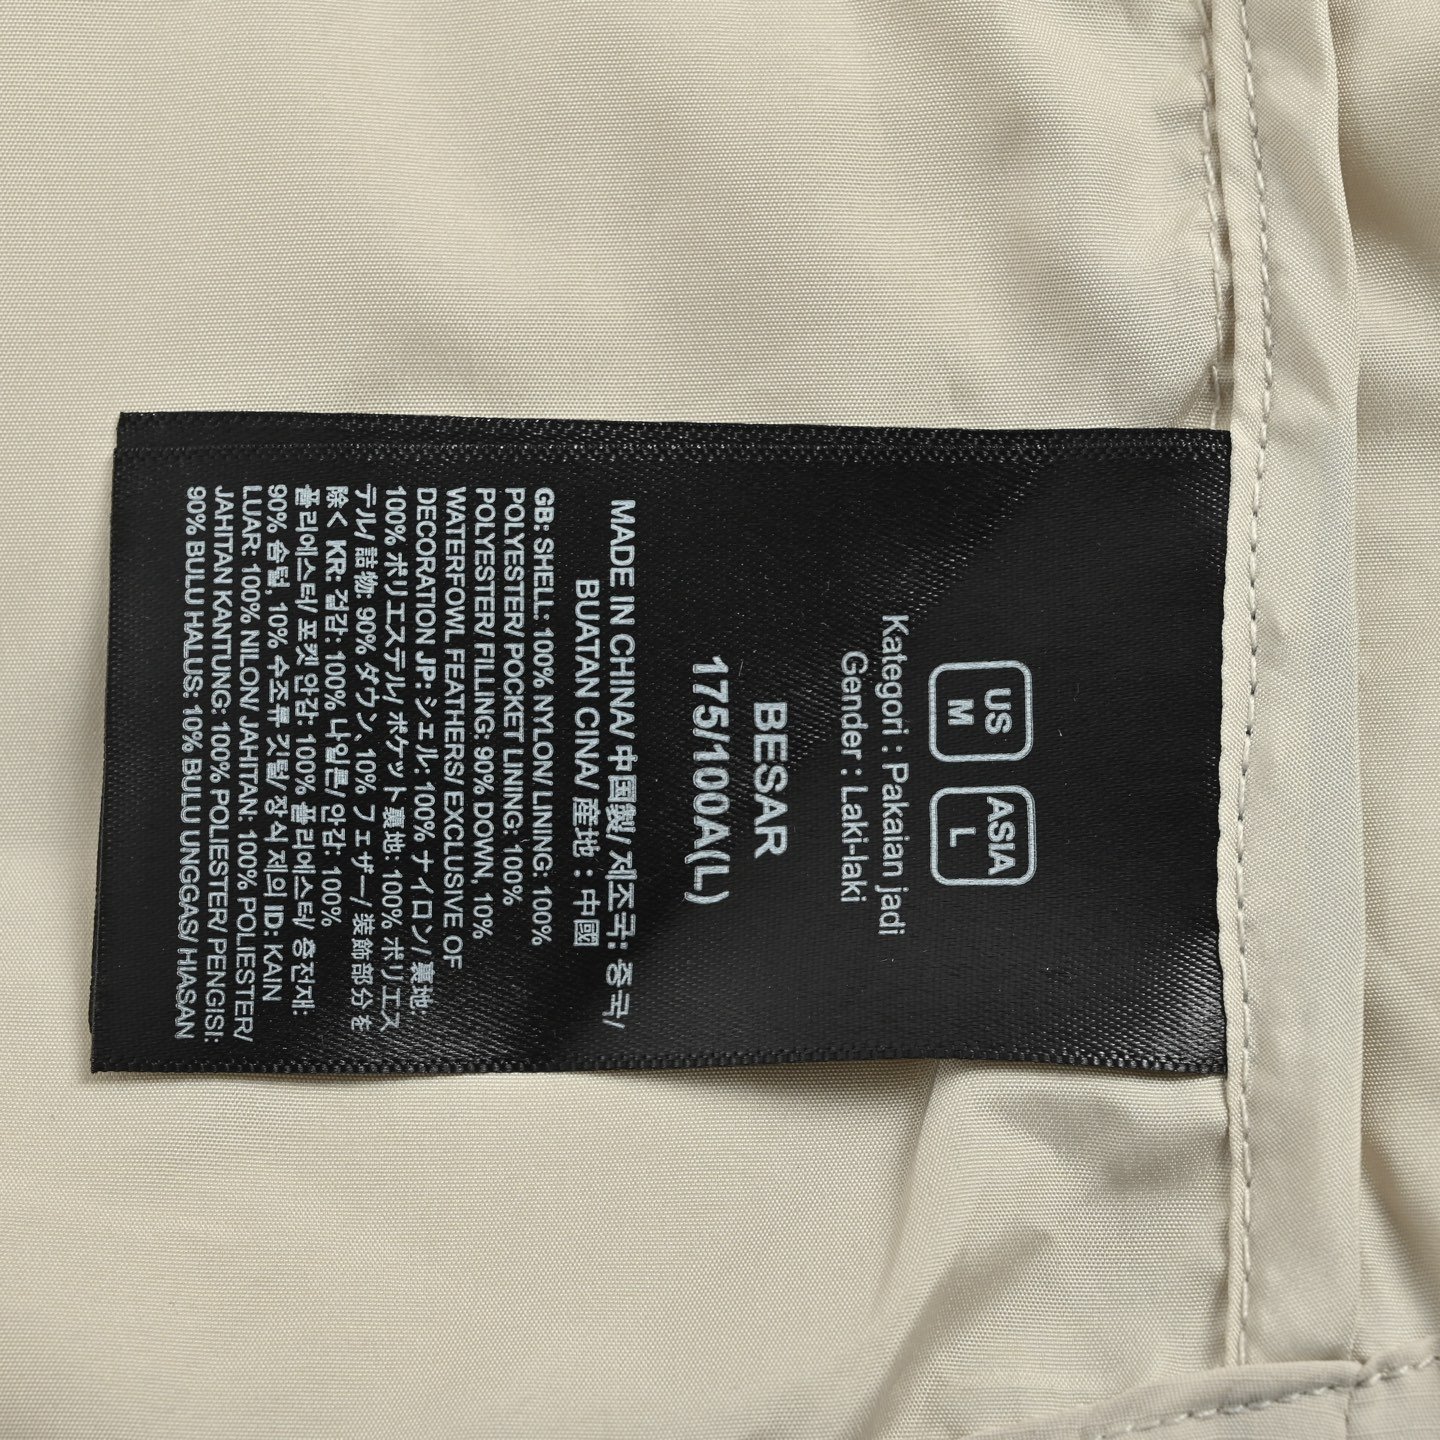 US
M
ASIA
L
Kategori : Pakaian jadi
Gender : Laki-laki
BESAR
175/100A(L)
MADE IN CHINA/ 中国製/ 제조국: 중국/
BUATAN CINA/ 産地 : 中國
GB: SHELL: 100% NYLON/ LINING: 100%
POLYESTER/ POCKET LINING: 100%
POLYESTER/ FILLING: 90% DOWN, 10%
WATERFOWL FEATHERS/ EXCLUSIVE OF
DECORATION JP: シェル: 100% ナイロン/ 裏地:
100% ポリエステル/ ポケット裏地: 100% ポリエス
テル/ 詰物: 90% ダウン、10% フェザー/ 装飾部分を
除く KR: 겉감: 100% 나일론/ 안감: 100%
폴리에스터/ 포켓 안감: 100% 폴리에스터/ 충전재:
90% 솜털, 10% 수조류 깃털/ 장식 제외 ID: KAIN
LUAR: 100% NILON/ JAHITAN: 100% POLIESTER/
JAHITAN KANTUNG: 100% POLIESTER/ PENGISI:
90% BULU HALUS: 10% BULU UNGGAS/ HIASAN